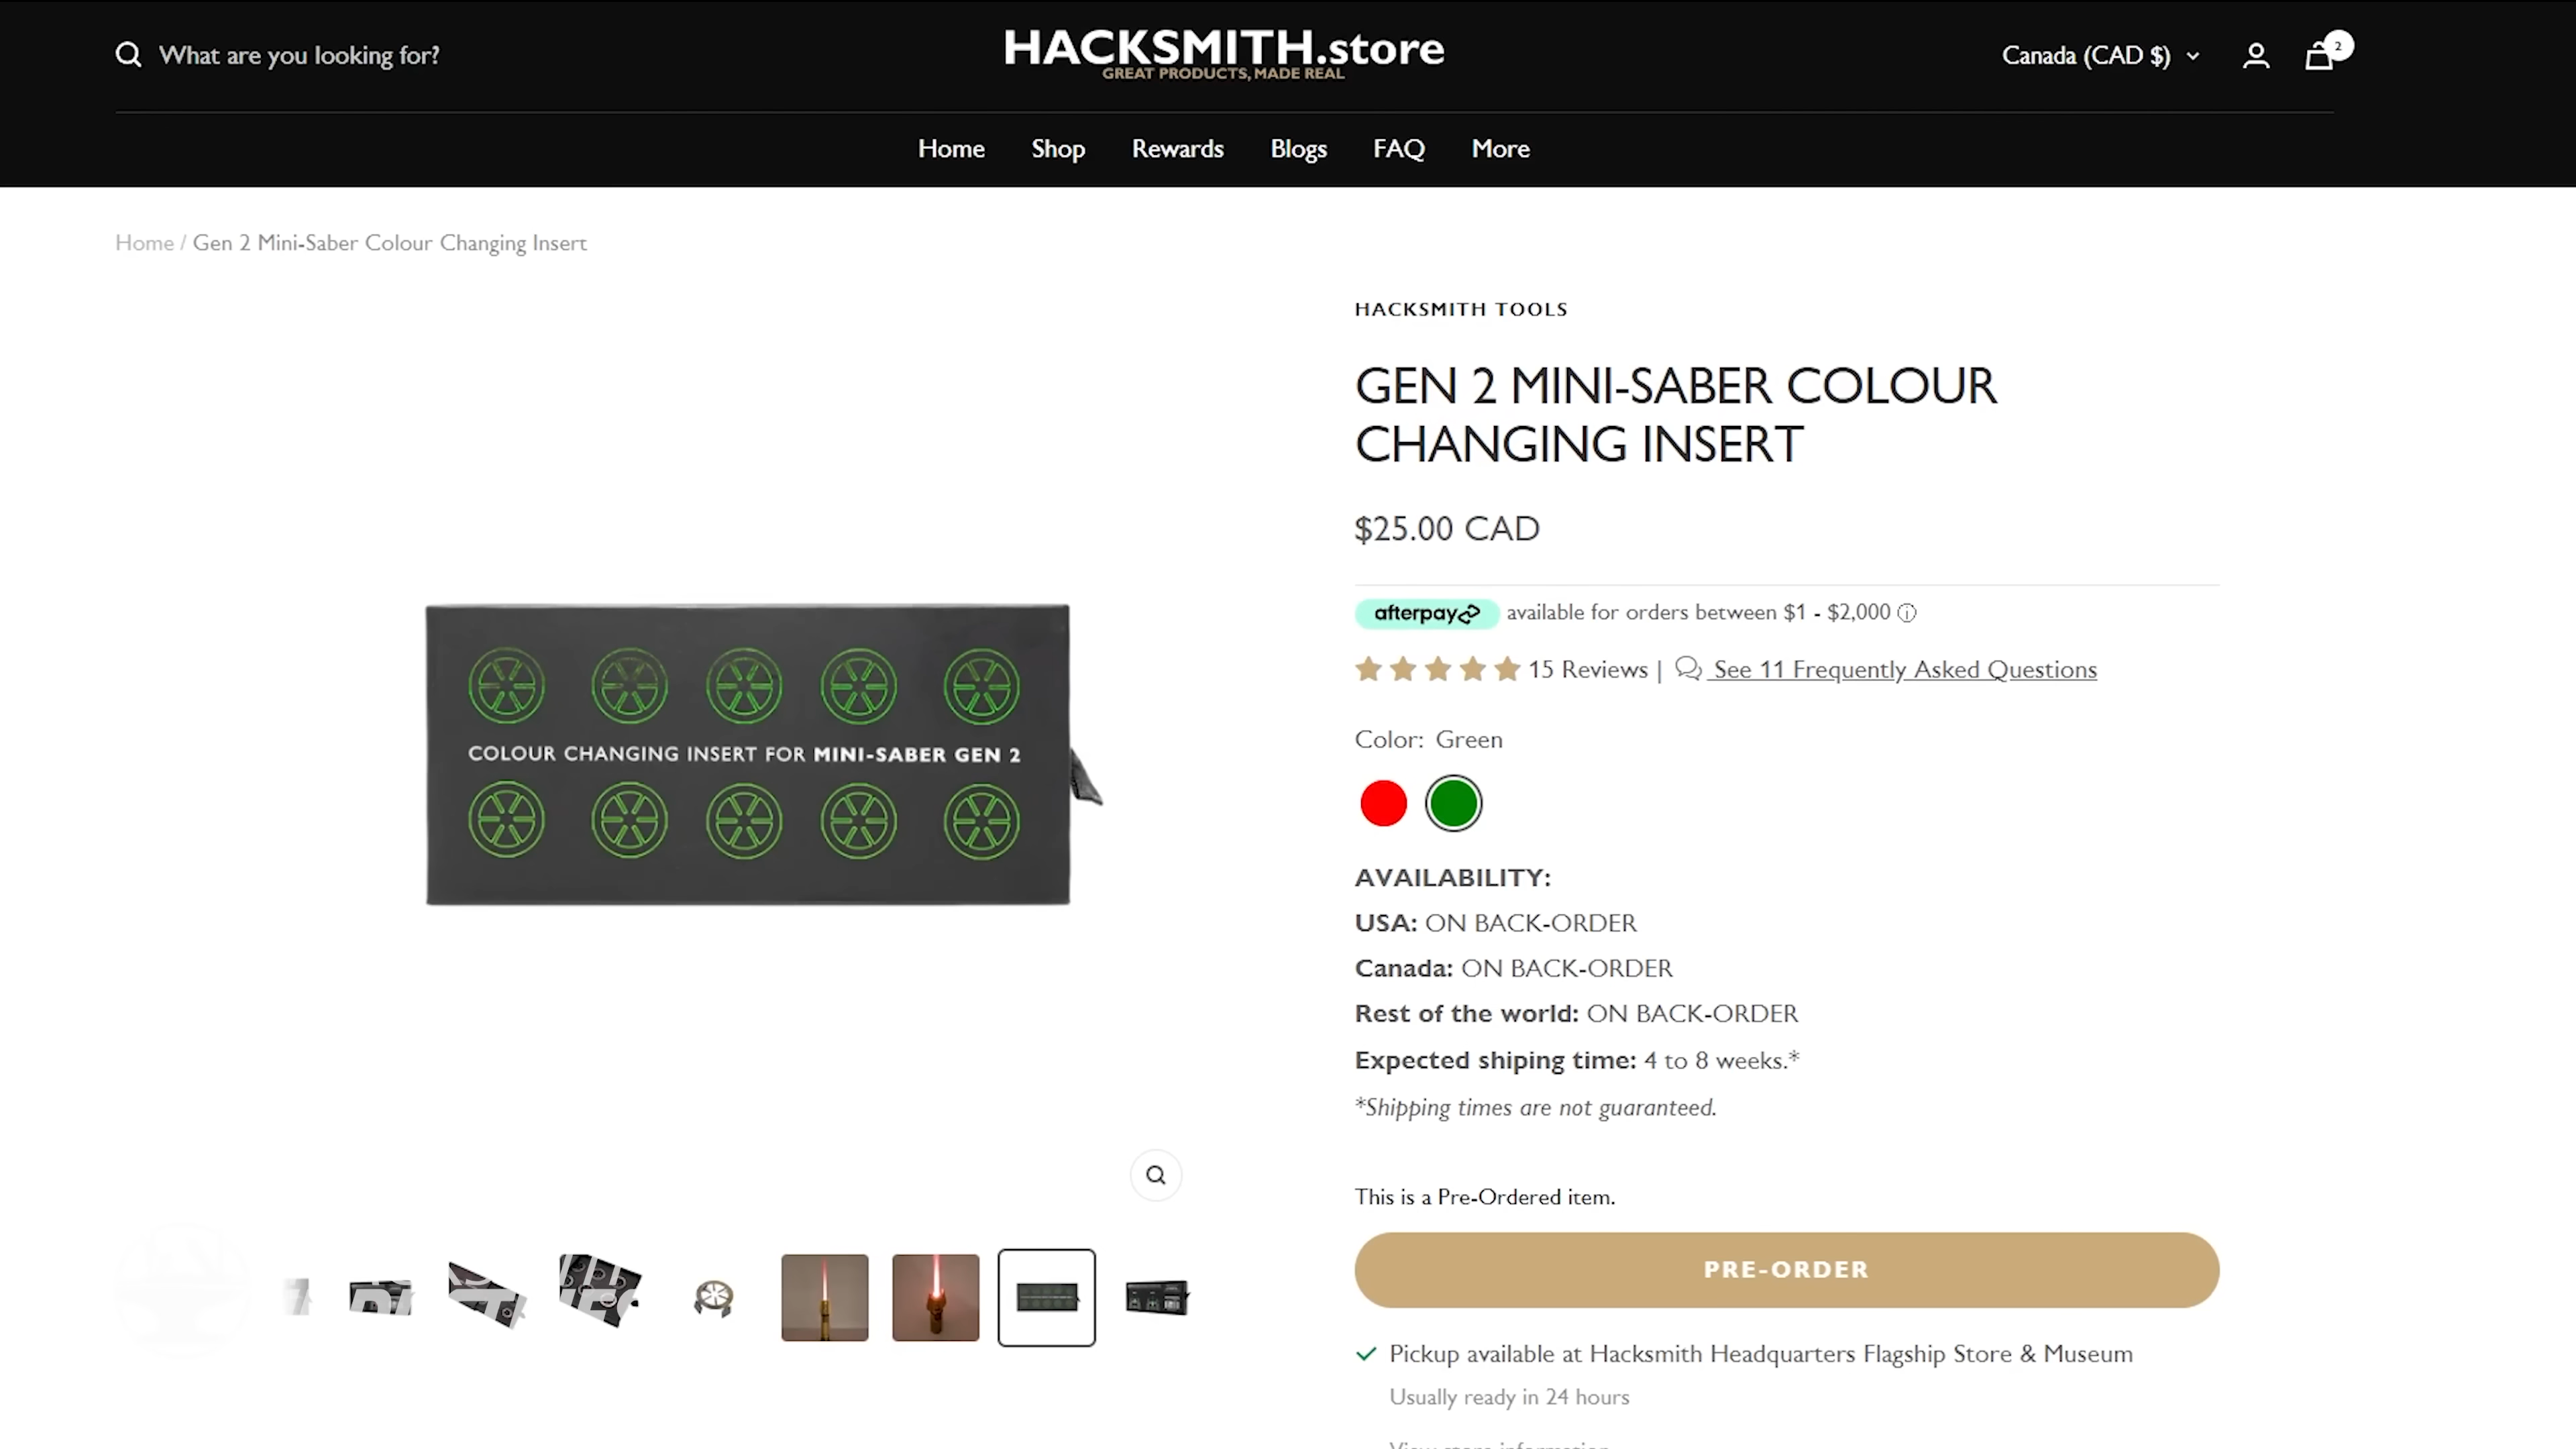 What are you looking for?
HACKSMITH.store
GREAT PRODUCTS, MADE REAL
Canada (CAD $)
2
Home Shop Rewards Blogs FAQ More
Home / Gen 2 Mini-Saber Colour Changing Insert
HACKSMITH TOOLS
GEN 2 MINI-SABER COLOUR
CHANGING INSERT
$25.00 CAD
afterpay available for orders between $1 - $2,000
15 Reviews | See 11 Frequently Asked Questions
Color: Green
AVAILABILITY:
USA: ON BACK-ORDER
Canada: ON BACK-ORDER
Rest of the world: ON BACK-ORDER
Expected shiping time: 4 to 8 weeks.*
*Shipping times are not guaranteed.
This is a Pre-Ordered item.
PRE-ORDER
Pickup available at Hacksmith Headquarters Flagship Store & Museum
Usually ready in 24 hours
COLOUR CHANGING INSERT FOR MINI-SABER GEN 2